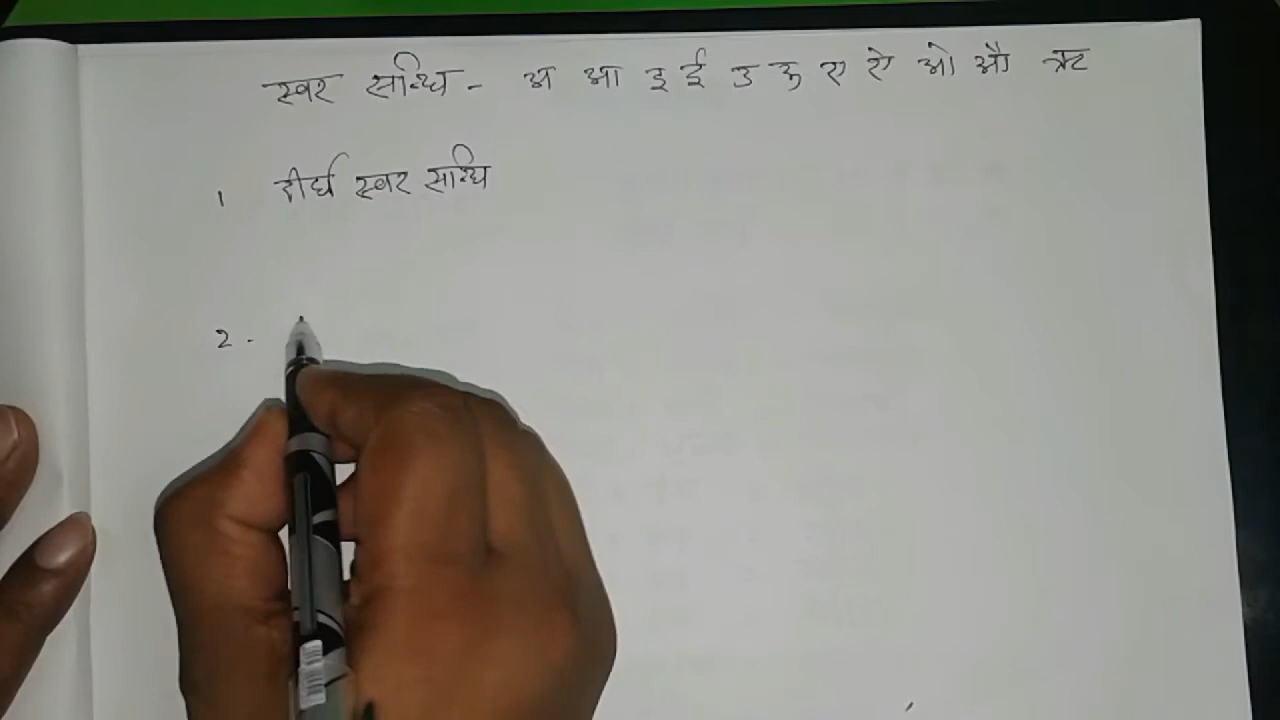 स्वर सन्धि - अ आ इ ई उ ऊ ए ऐ ओ औ ऋ
1 दीर्घ स्वर सन्धि
2 -